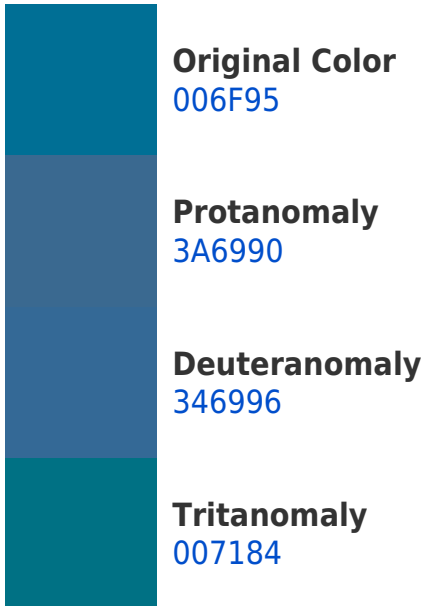 Original Color
006F95
Protanomaly
3A6990
Deuteranomaly
346996
Tritanomaly
007184